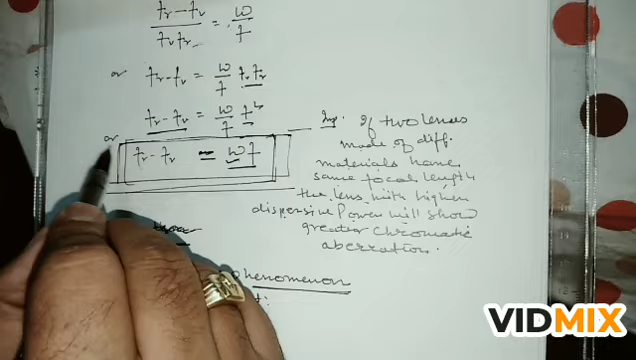 fr - fv / fv fr = ω / f
or fr - fv = ω/f fv fr
fr - fv = ω/f f²
or
fr - fv = ωf
Imp. If two lenses
made of diff.
materials have
same focal length
the lens with higher
dispersive Power will show
greater chromatic
aberration.
phenomenon
VIDMIX